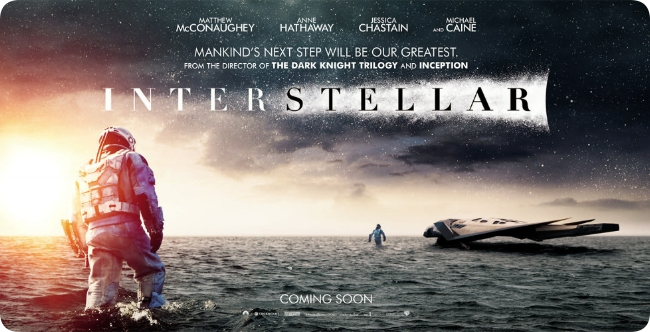 MATTHEW ANNE JESSICA MICHAEL
McCONAUGHEY HATHAWAY CHASTAIN AND CAINE
MANKIND'S NEXT STEP WILL BE OUR GREATEST.
FROM THE DIRECTOR OF THE DARK KNIGHT TRILOGY AND INCEPTION
INTERSTELLAR
COMING SOON